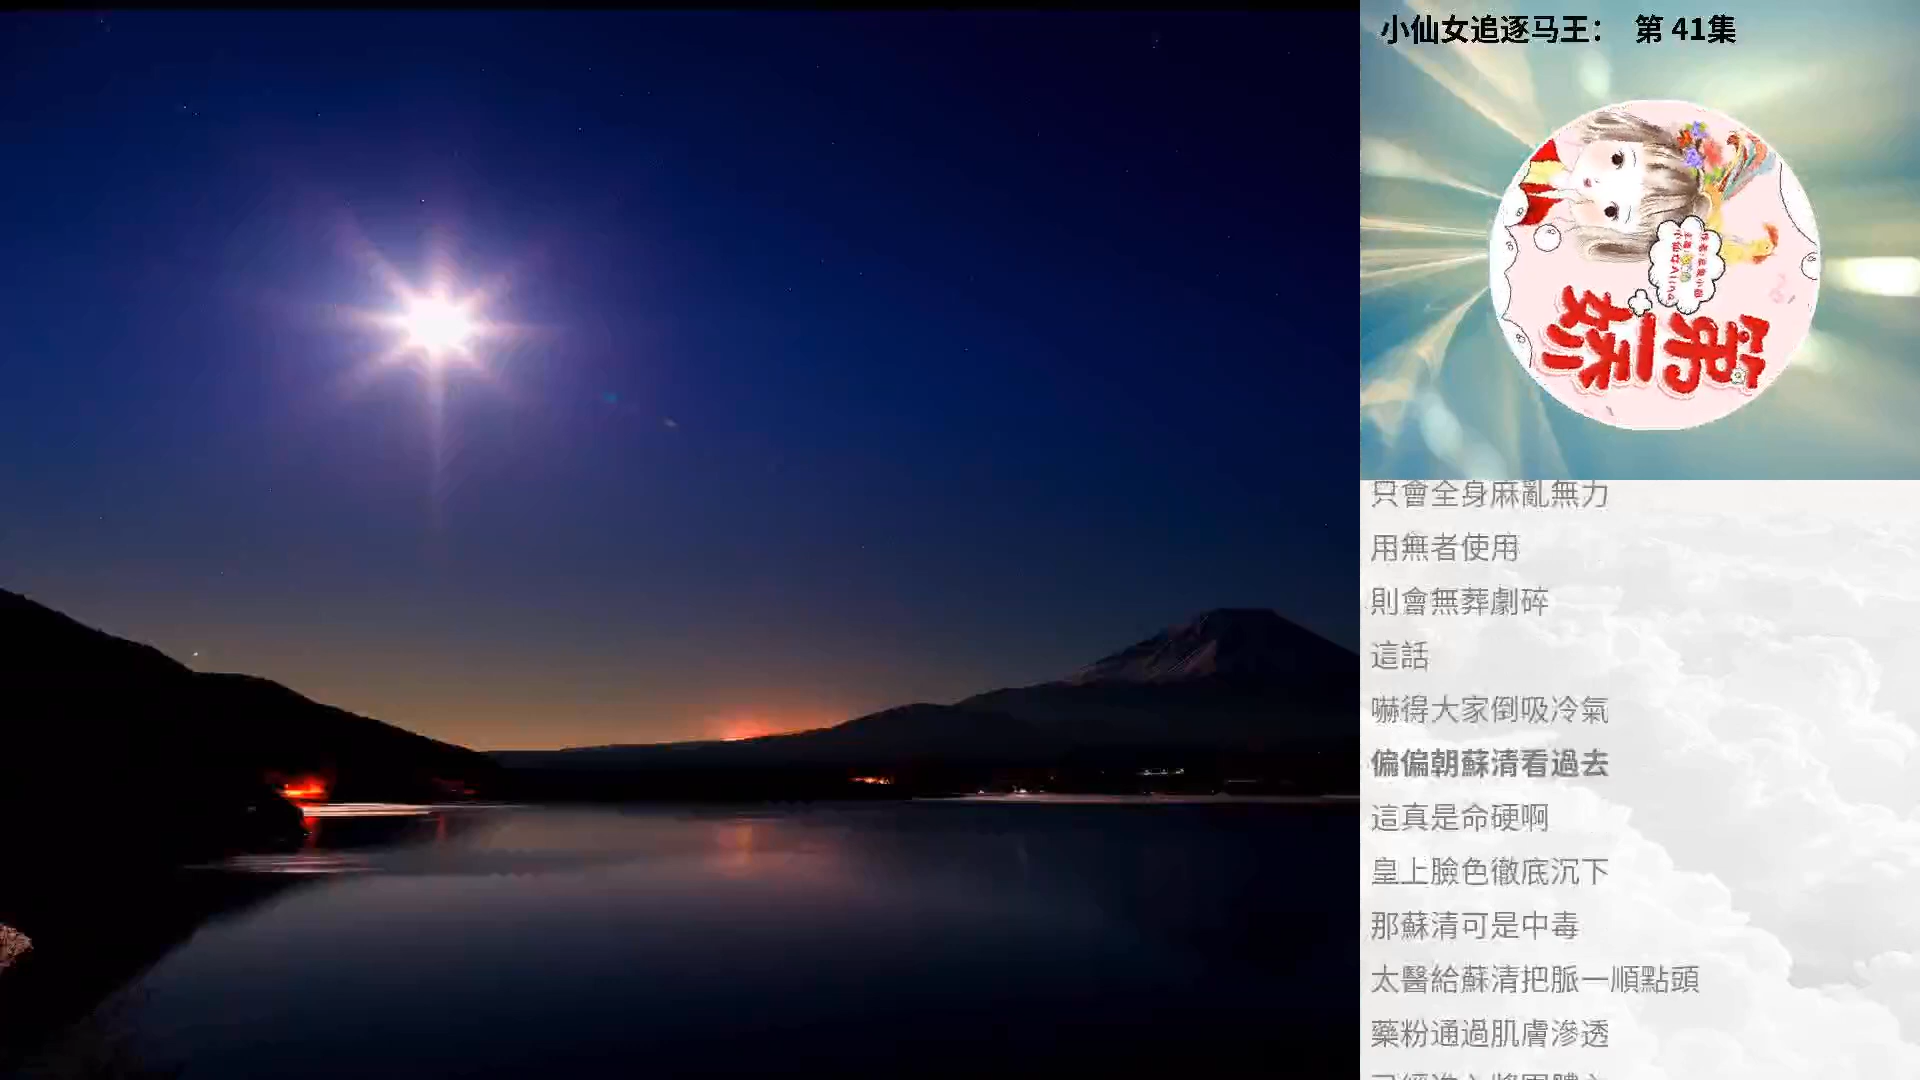 小仙女追逐马王： 第 41集
第一娇
只會全身麻亂無力
用無者使用
則會無葬劇碎
這話
嚇得大家倒吸冷氣
偏偏朝蘇清看過去
這真是命硬啊
皇上臉色徹底沉下
那蘇清可是中毒
太醫給蘇清把脈一順點頭
藥粉通過肌膚滲透